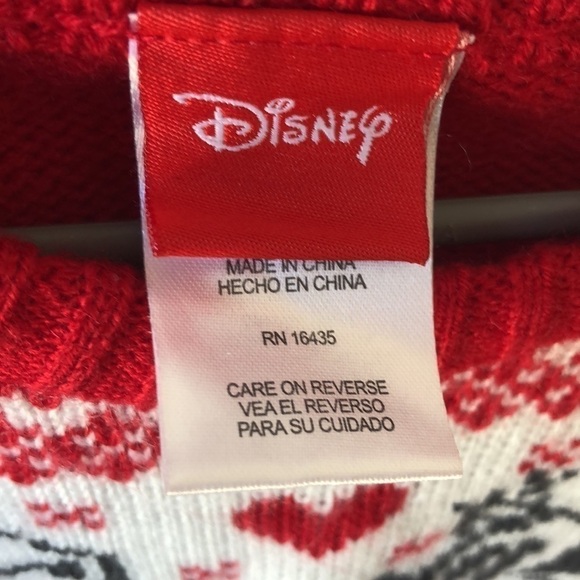 Disney
MADE IN CHINA
HECHO EN CHINA
RN 16435
CARE ON REVERSE
VEA EL REVERSO
PARA SU CUIDADO